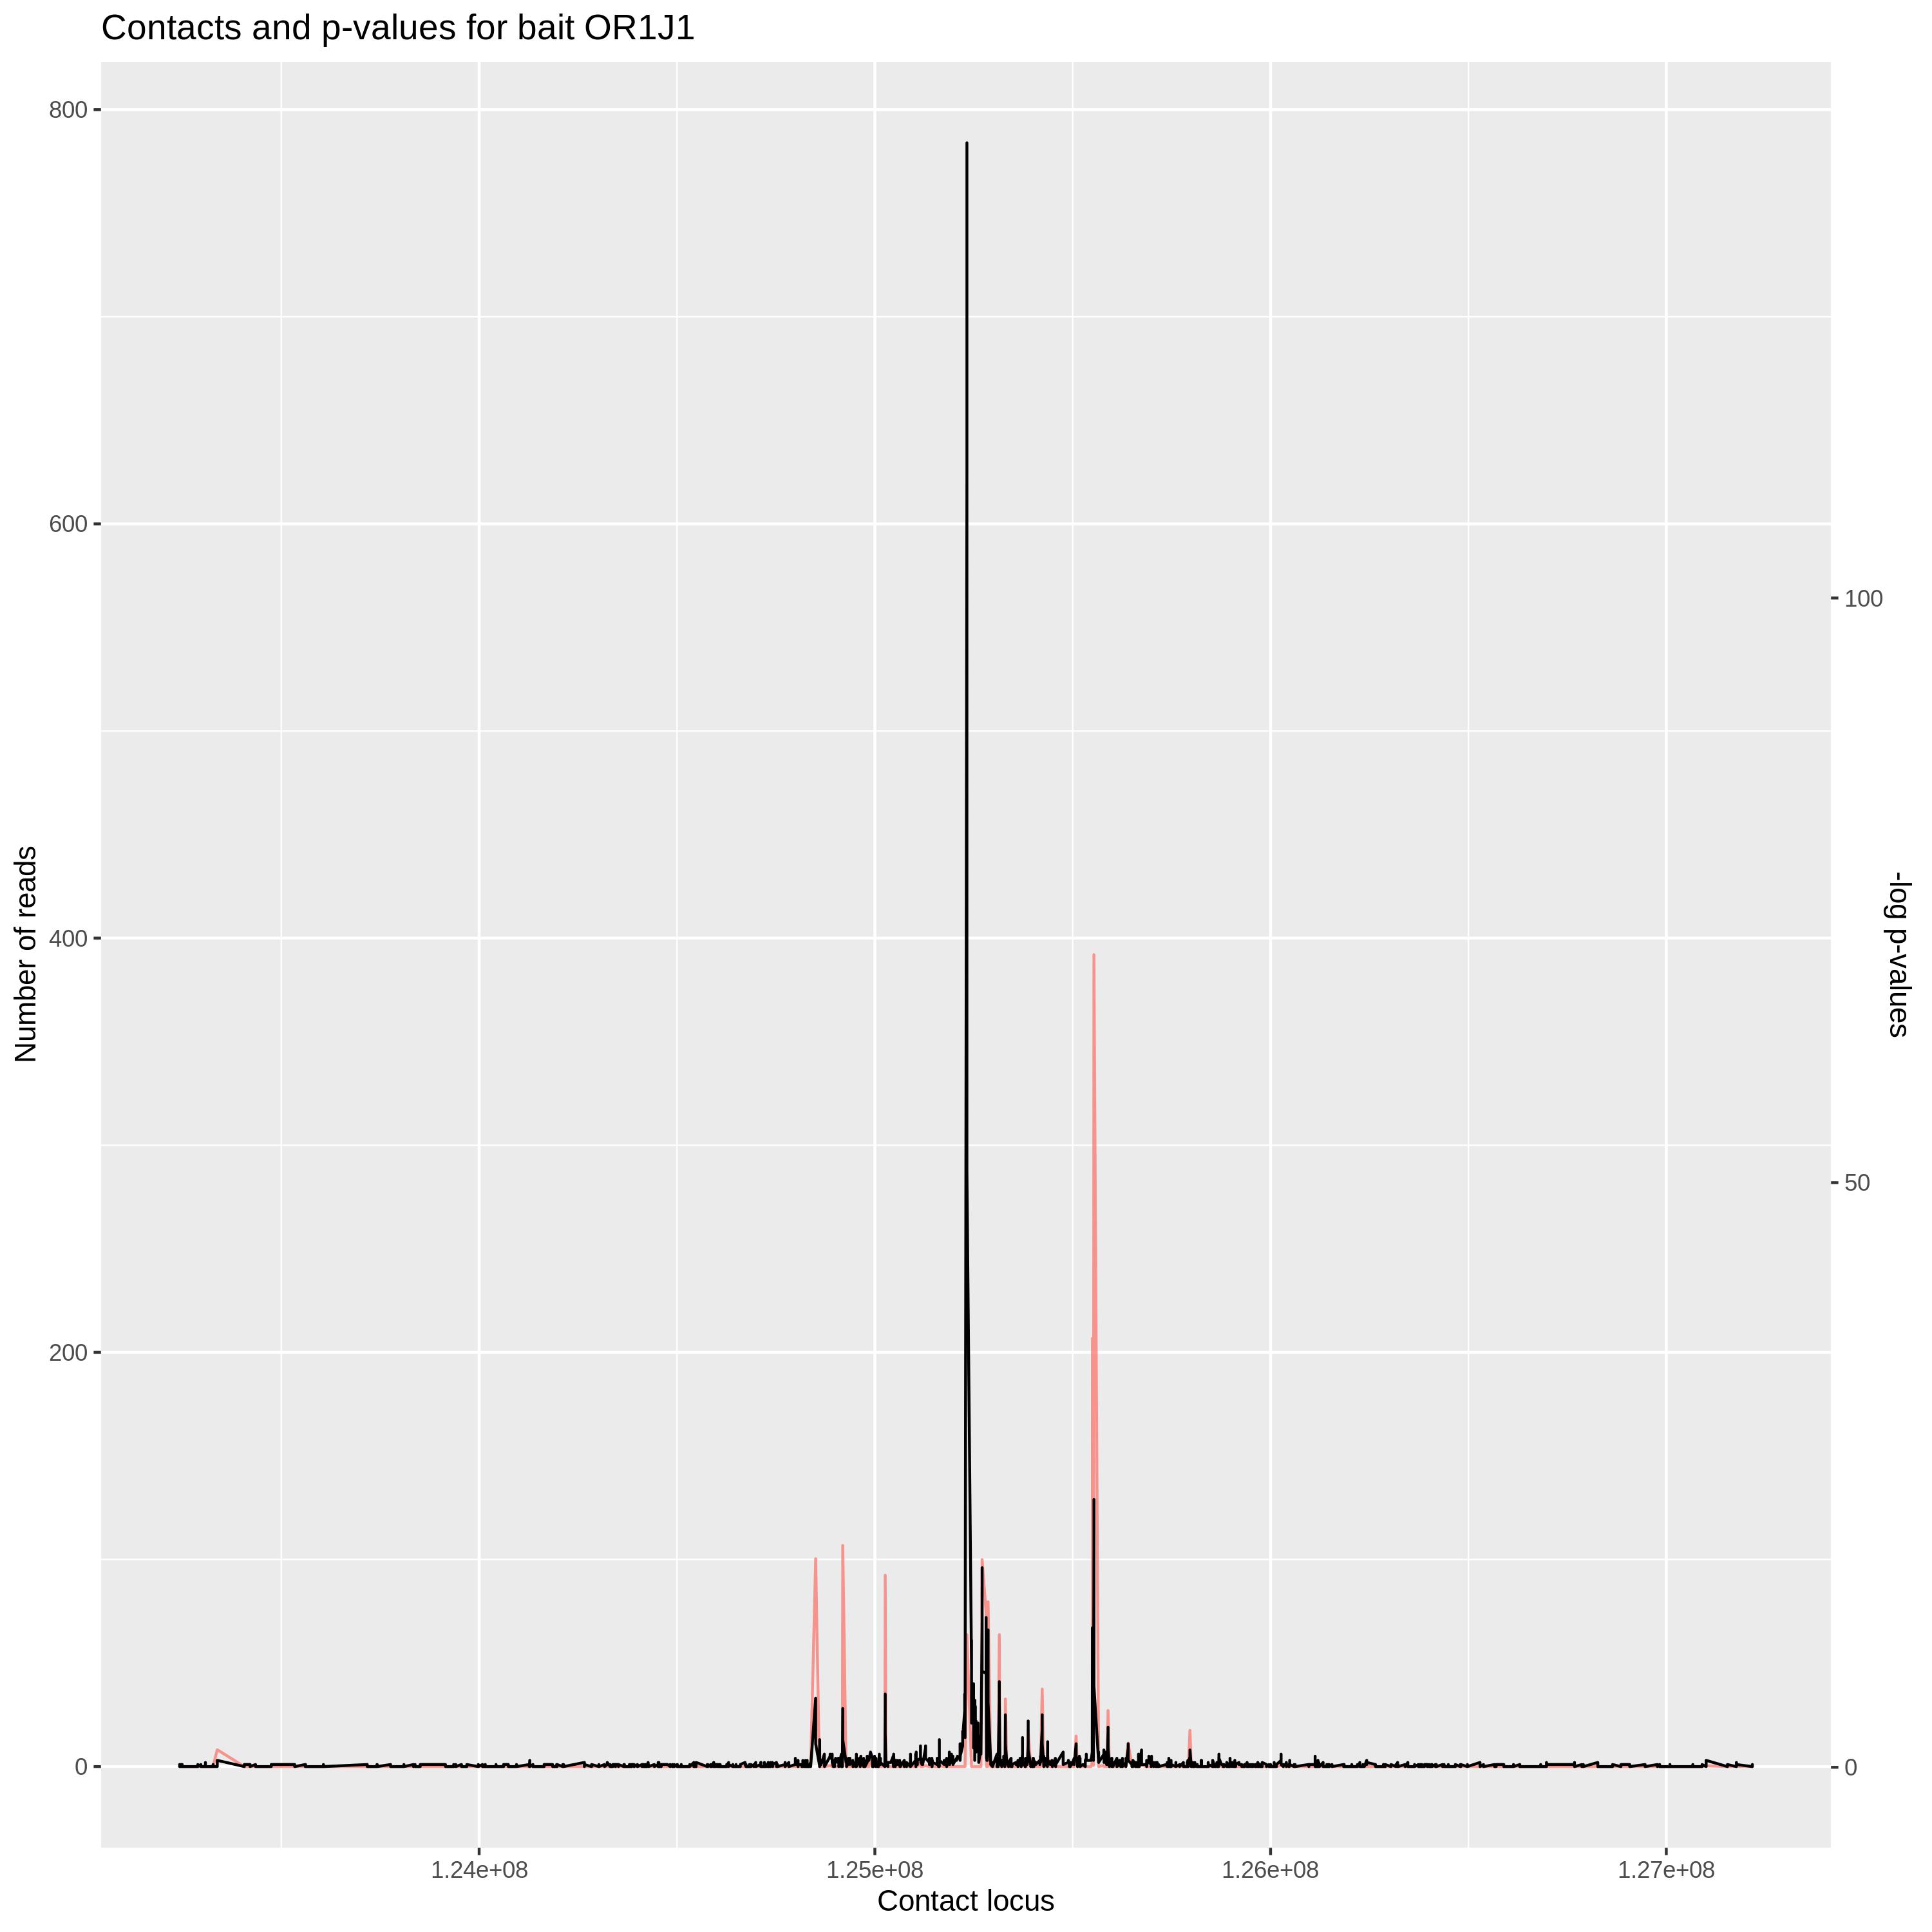 Contacts and p-values for bait OR1J1
800
600
400
200
0
Number of reads
100
50
0
-log p-values
1.24e+08
1.25e+08
1.26e+08
1.27e+08
Contact locus